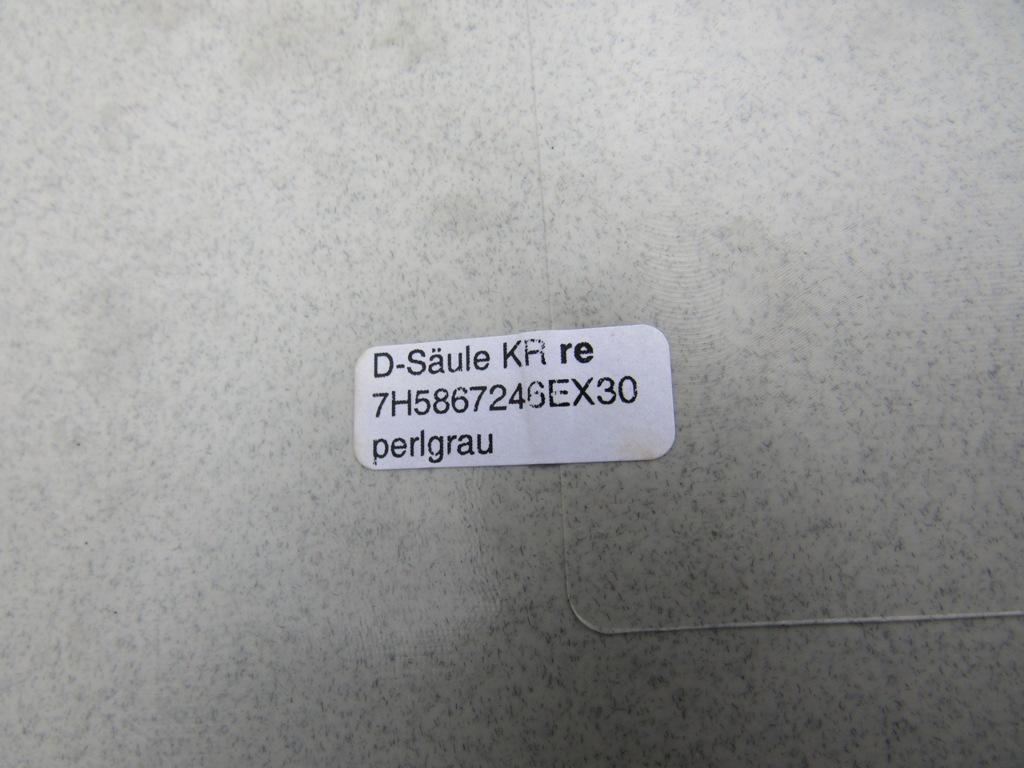 D-Säule KR re
7H5867246EX30
perlgrau